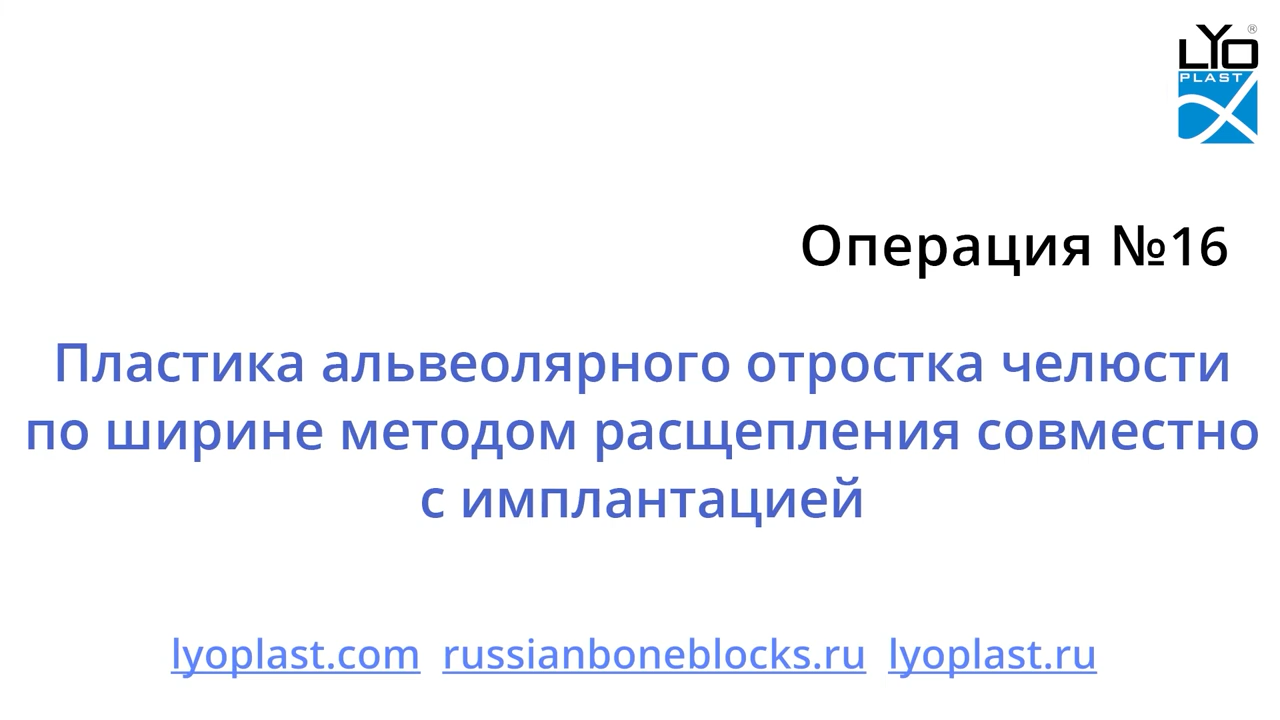 LYO®
PLAST
Операция №16
Пластика альвеолярного отростка челюсти
по ширине методом расщепления совместно
с имплантацией
lyoplast.com russianboneblocks.ru lyoplast.ru